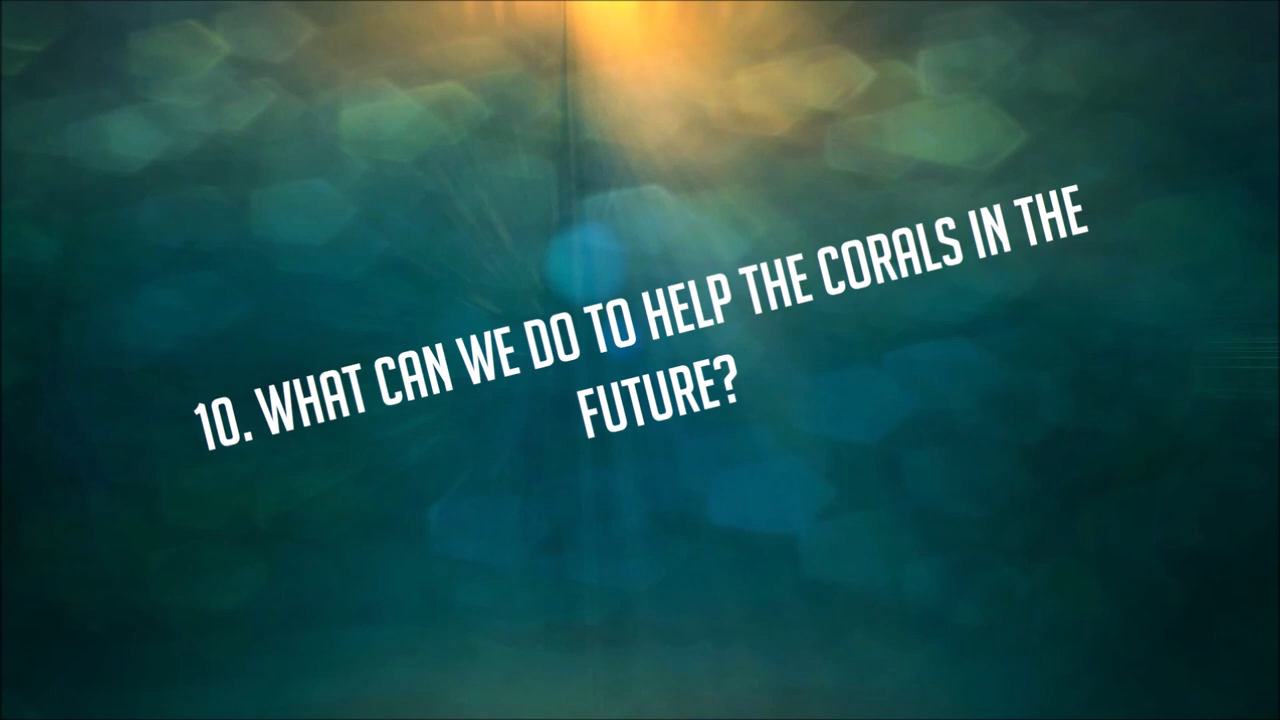 10. WHAT CAN WE DO TO HELP THE CORALS IN THE
FUTURE?